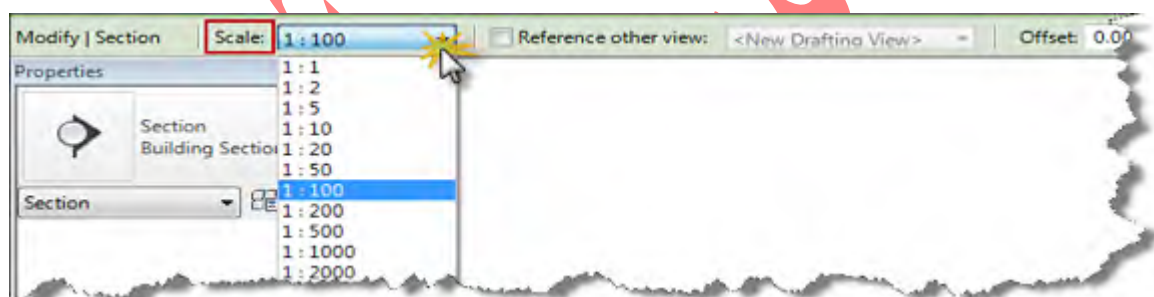 Modify | Section Scale: 1 : 100 Reference other view: <New Drafting View> Offset: 0.00
Properties
1 : 1
1 : 2
1 : 5
Section 1 : 10
Building Section 1 : 20
1 : 50
Section 1 : 100
1 : 200
1 : 500
1 : 1000
1 : 2000